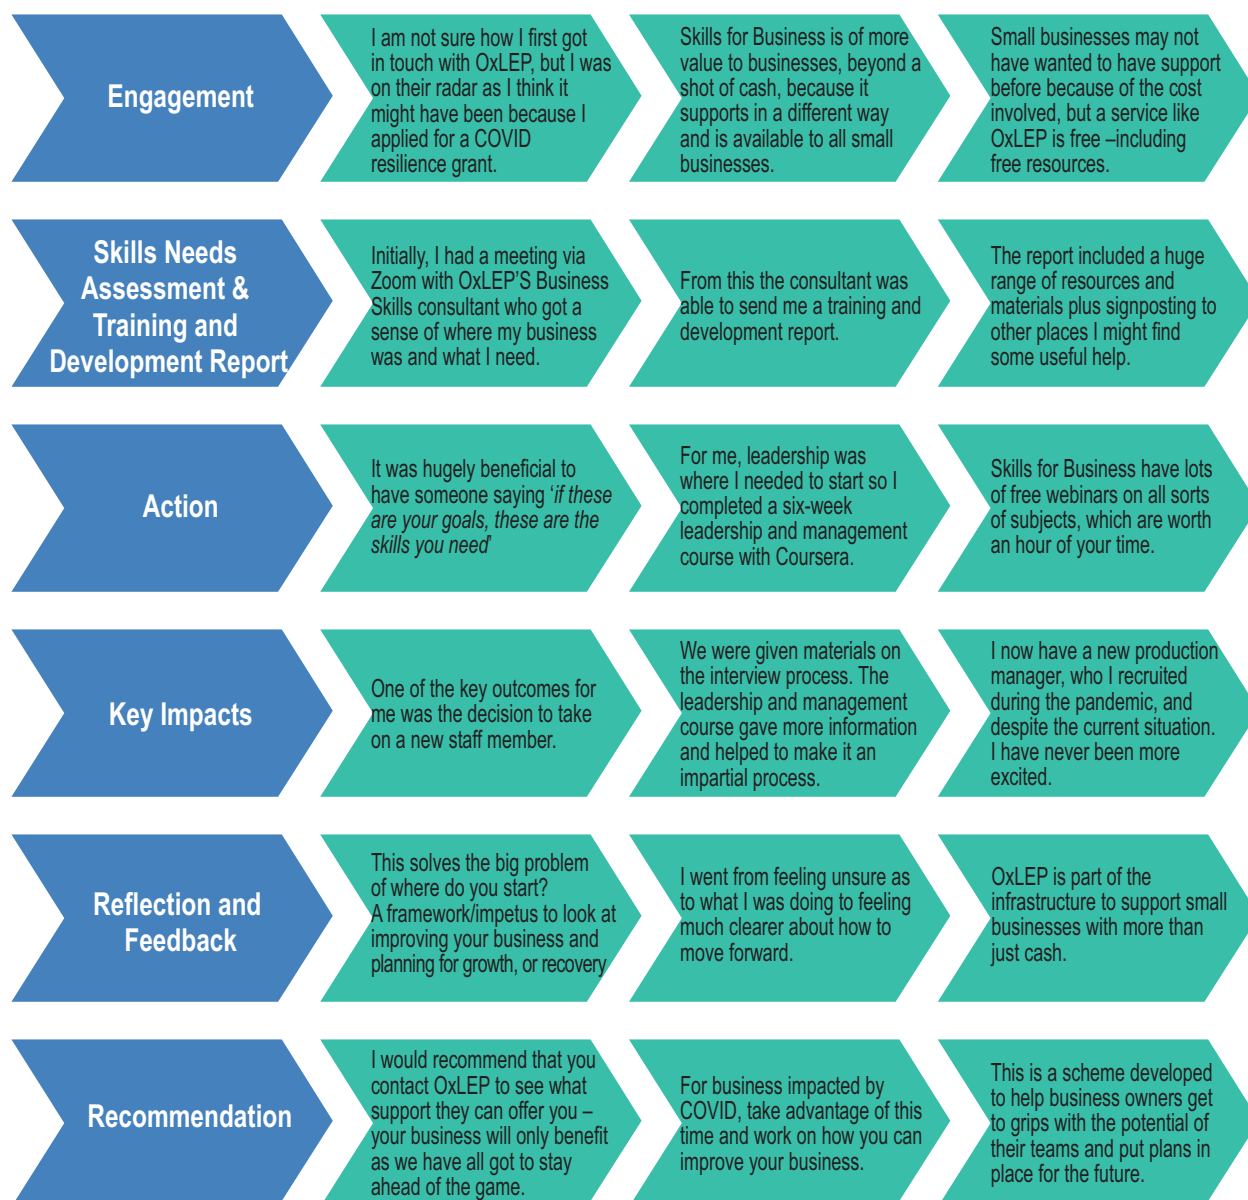 Engagement
I am not sure how I first got
in touch with OxLEP, but I was
on their radar as I think it
might have been because I
applied for a COVID
resilience grant.
Skills for Business is of more
value to businesses, beyond a
shot of cash, because it
supports in a different way
and is available to all small
businesses.
Small businesses may not
have wanted to have support
before because of the cost
involved, but a service like
OxLEP is free –including
free resources.
Skills Needs
Assessment &
Training and
Development Report
Initially, I had a meeting via
Zoom with OxLEP'S Business
Skills consultant who got a
sense of where my business
was and what I need.
From this the consultant was
able to send me a training and
development report.
The report included a huge
range of resources and
materials plus signposting to
other places I might find
some useful help.
Action
It was hugely beneficial to
have someone saying ‘if these
are your goals, these are the
skills you need’
For me, leadership was
where I needed to start so I
completed a six-week
leadership and management
course with Coursera.
Skills for Business have lots
of free webinars on all sorts
of subjects, which are worth
an hour of your time.
Key Impacts
One of the key outcomes for
me was the decision to take
on a new staff member.
We were given materials on
the interview process. The
leadership and management
course gave more information
and helped to make it an
impartial process.
I now have a new production
manager, who I recruited
during the pandemic, and
despite the current situation.
I have never been more
excited.
Reflection and
Feedback
This solves the big problem
of where do you start?
A framework/impetus to look at
improving your business and
planning for growth, or recovery
I went from feeling unsure as
to what I was doing to feeling
much clearer about how to
move forward.
OxLEP is part of the
infrastructure to support small
businesses with more than
just cash.
Recommendation
I would recommend that you
contact OxLEP to see what
support they can offer you –
your business will only benefit
as we have all got to stay
ahead of the game.
For business impacted by
COVID, take advantage of this
time and work on how you can
improve your business.
This is a scheme developed
to help business owners get
to grips with the potential of
their teams and put plans in
place for the future.